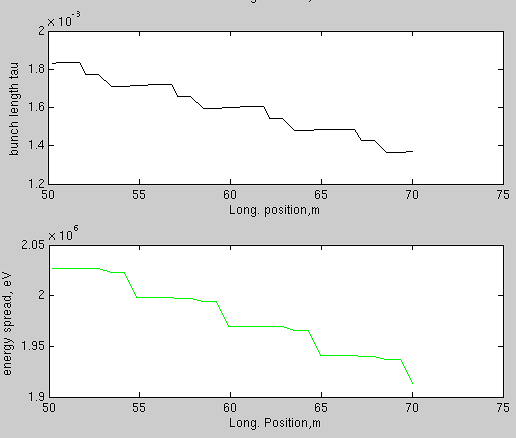 × 10⁻³
2
1.8
1.6
1.4
1.2
bunch length tau
50 55 60 65 70 75
Long. position,m
× 10⁶
2.05
2
1.95
1.9
energy spread, eV
50 55 60 65 70 75
Long. Position,m